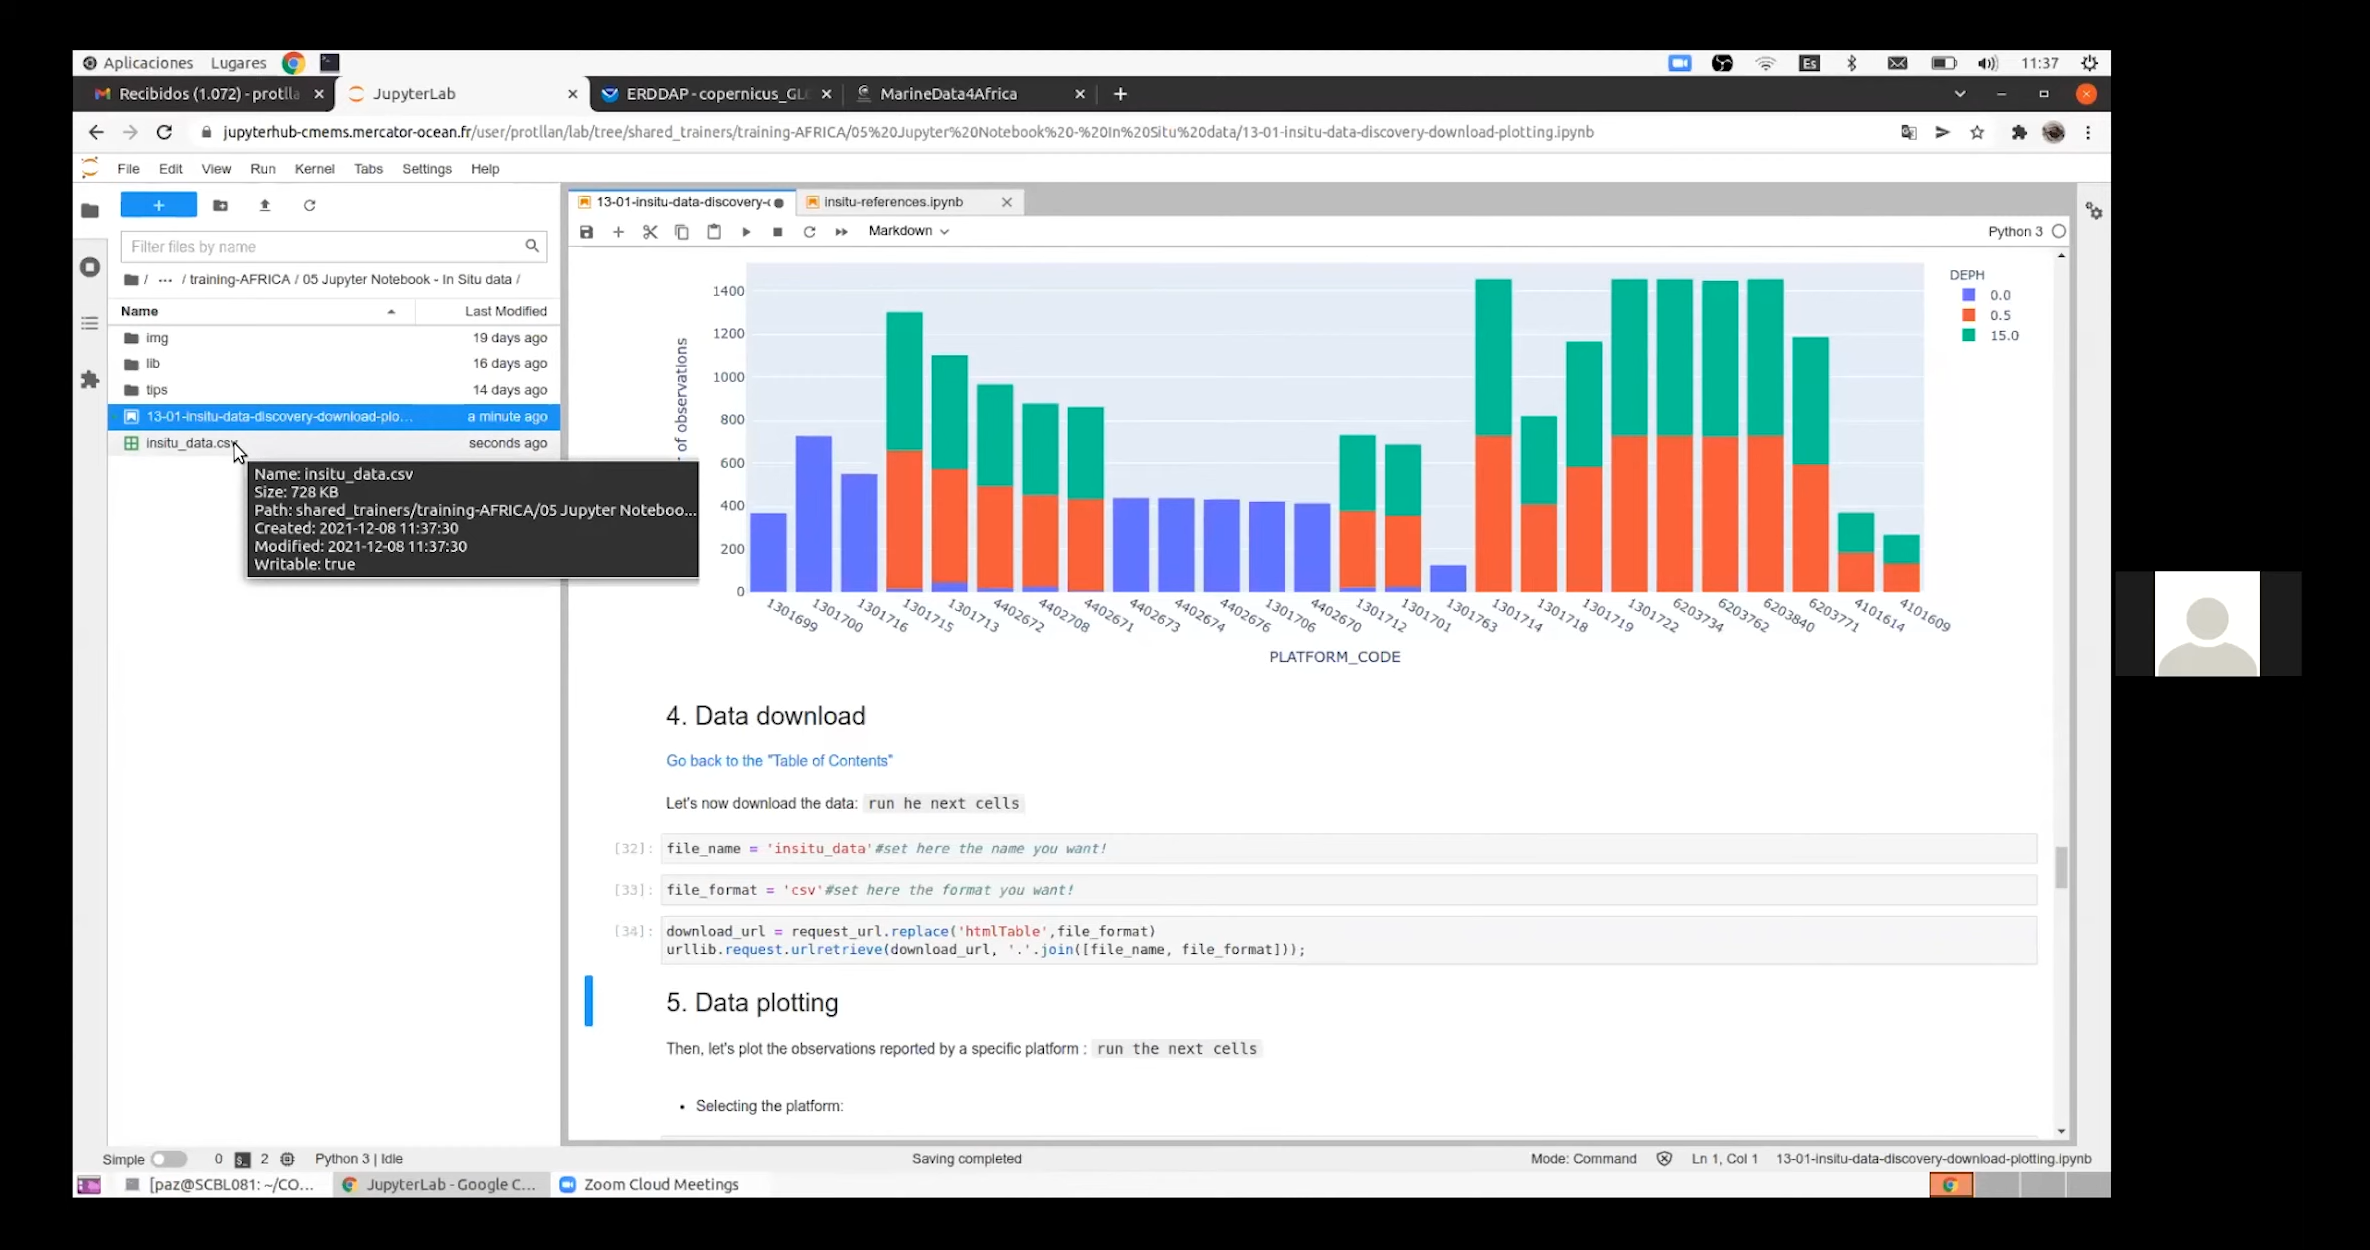 Aplicaciones Lugares Es 11:37
Recibidos (1.072) - protlla JupyterLab ERDDAP - copernicus_GL MarineData4Africa
jupyterhub-cmems.mercator-ocean.fr/user/protllan/lab/tree/shared_trainers/training-AFRICA/05%20Jupyter%20Notebook%20-%20In%20Situ%20data/13-01-insitu-data-discovery-download-plotting.ipynb
File Edit View Run Kernel Tabs Settings Help
13-01-insitu-data-discovery- insitu-references.ipynb
Markdown Python 3
Filter files by name
/ ··· / training-AFRICA / 05 Jupyter Notebook - In Situ data /
Name Last Modified
img 19 days ago
lib 16 days ago
tips 14 days ago
13-01-insitu-data-discovery-download-plo... a minute ago
insitu_data.csv seconds ago
Name: insitu_data.csv
Size: 728 KB
Path: shared_trainers/training-AFRICA/05 Jupyter Noteboo...
Created: 2021-12-08 11:37:30
Modified: 2021-12-08 11:37:30
Writable: true
of observations
1400
1200
1000
800
600
400
200
0
DEPH
0.0
0.5
15.0
1301699 1301700 1301716 1301715 1301713 4402672 4402708 4402671 4402673 4402674 4402676 1301706 4402670 1301712 1301701 1301763 1301714 1301718 1301719 1301722 6203734 6203762 6203840 6203771 4101614 4101609
PLATFORM_CODE
4. Data download
Go back to the "Table of Contents"
Let's now download the data: run he next cells
[32]: file_name = 'insitu_data'#set here the name you want!
[33]: file_format = 'csv'#set here the format you want!
[34]: download_url = request_url.replace('htmlTable',file_format)
urllib.request.urlretrieve(download_url, '.'.join([file_name, file_format]));
5. Data plotting
Then, let's plot the observations reported by a specific platform : run the next cells
• Selecting the platform:
Simple 0 2 Python 3 | Idle Saving completed Mode: Command Ln 1, Col 1 13-01-insitu-data-discovery-download-plotting.ipynb
[paz@SCBL081: ~/CO... JupyterLab - Google C... Zoom Cloud Meetings